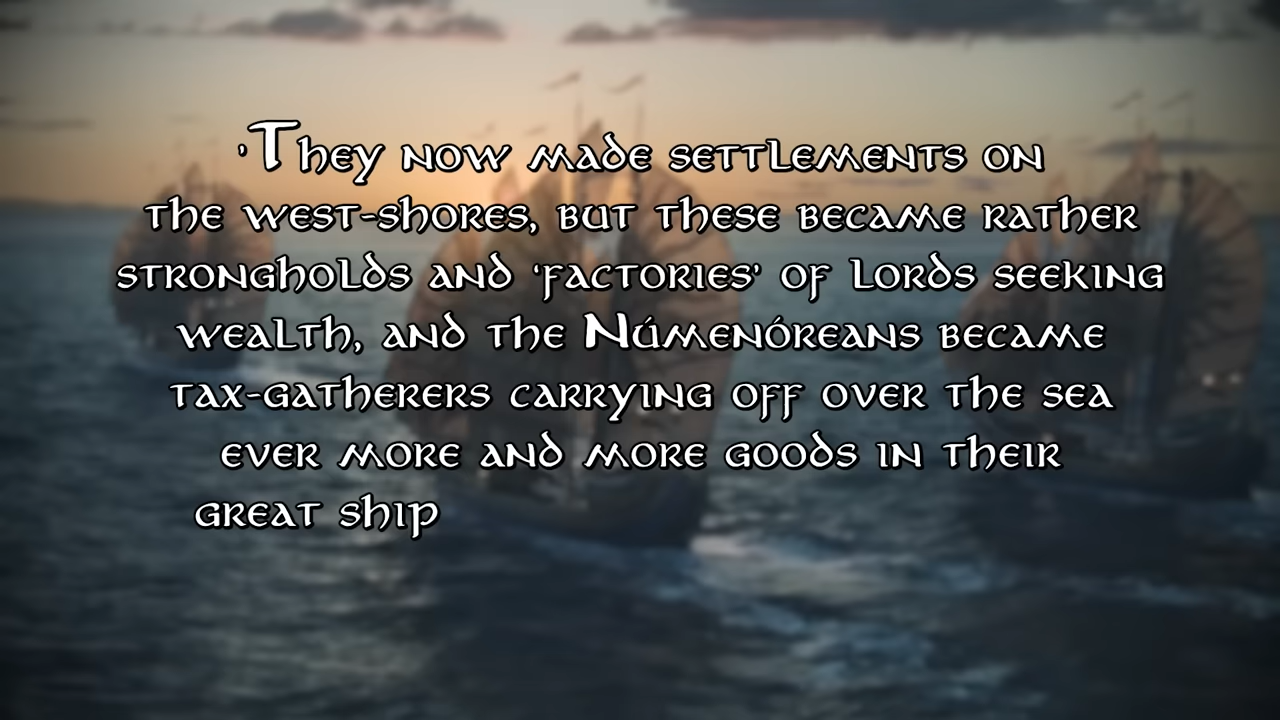 'They now made settlements on
the west-shores, but these became rather
strongholds and 'factories' of lords seeking
wealth, and the Númenóreans became
tax-gatherers carrying off over the sea
ever more and more goods in their
great ship